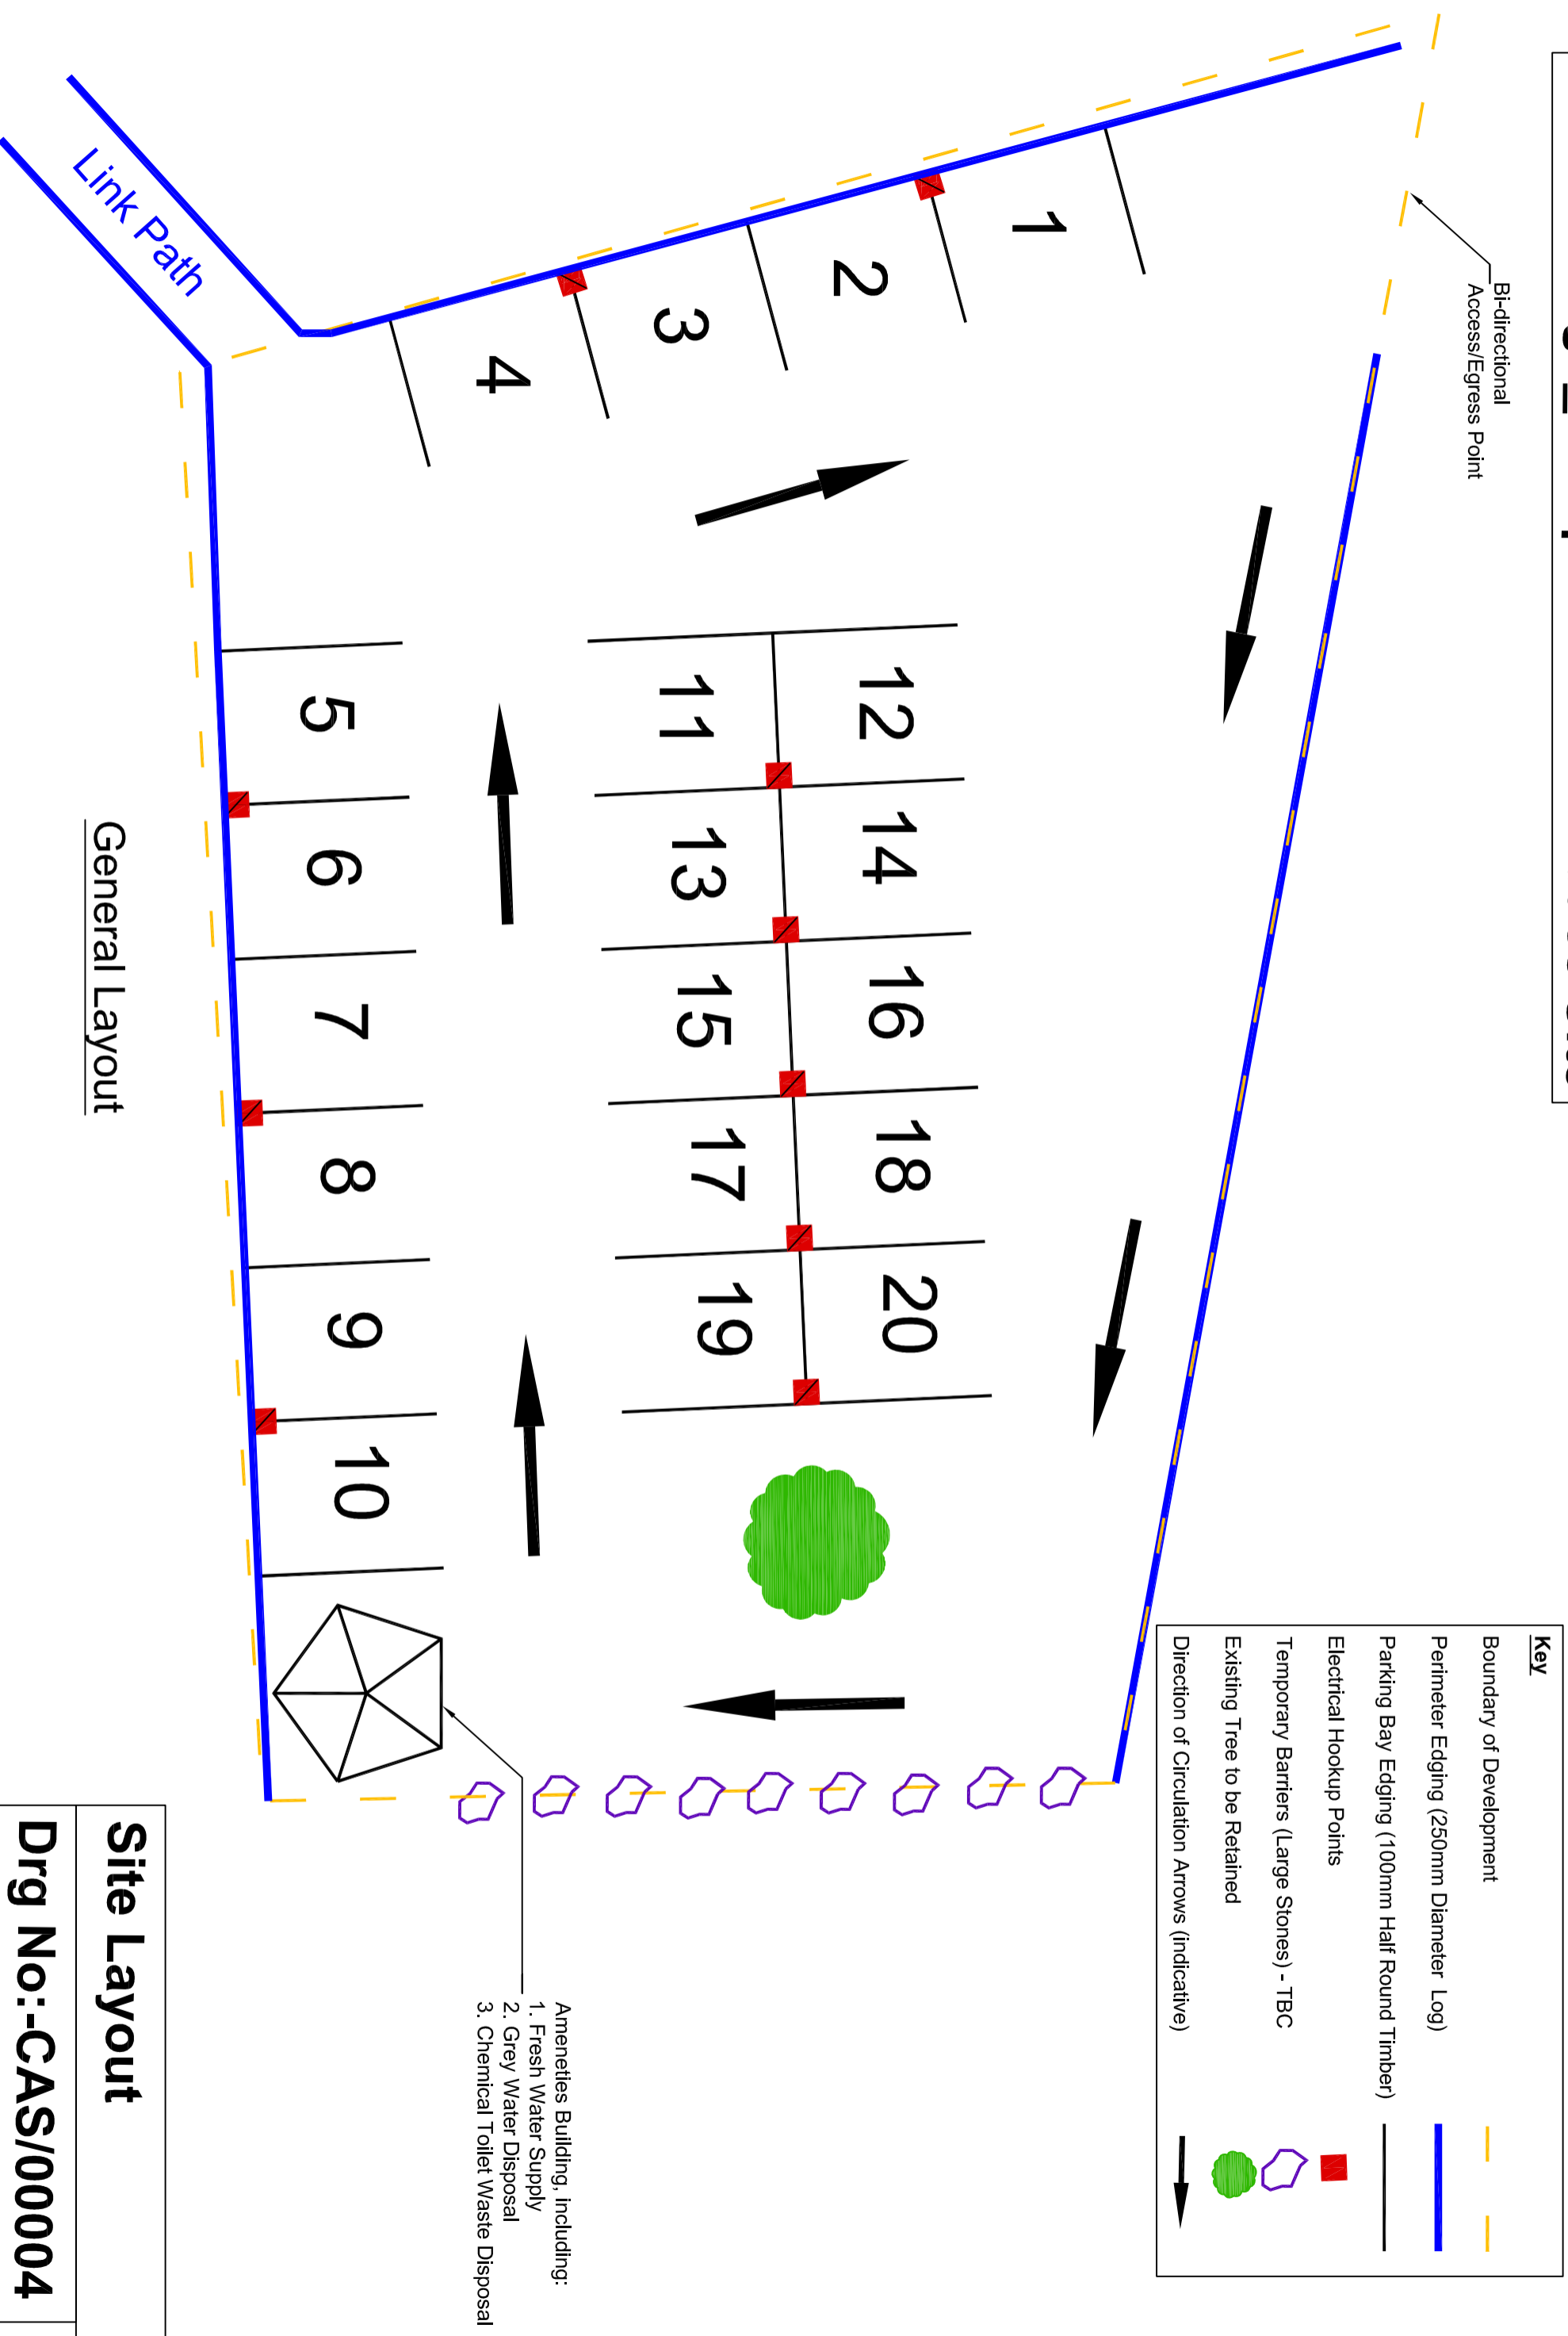 Bi-directional
Access/Egress Point
Key
Boundary of Development
Perimeter Edging (250mm Diameter Log)
Parking Bay Edging (100mm Half Round Timber)
Electrical Hookup Points
Temporary Barriers (Large Stones) - TBC
Existing Tree to be Retained
Direction of Circulation Arrows (indicative)
1
2
3
4
12
14
16
18
20
11
13
15
17
19
5
6
7
8
9
10
Link Path
Ameneties Building, including:
1. Fresh Water Supply
2. Grey Water Disposal
3. Chemical Toilet Waste Disposal
General Layout
Site Layout
Drg No:-CAS/00004